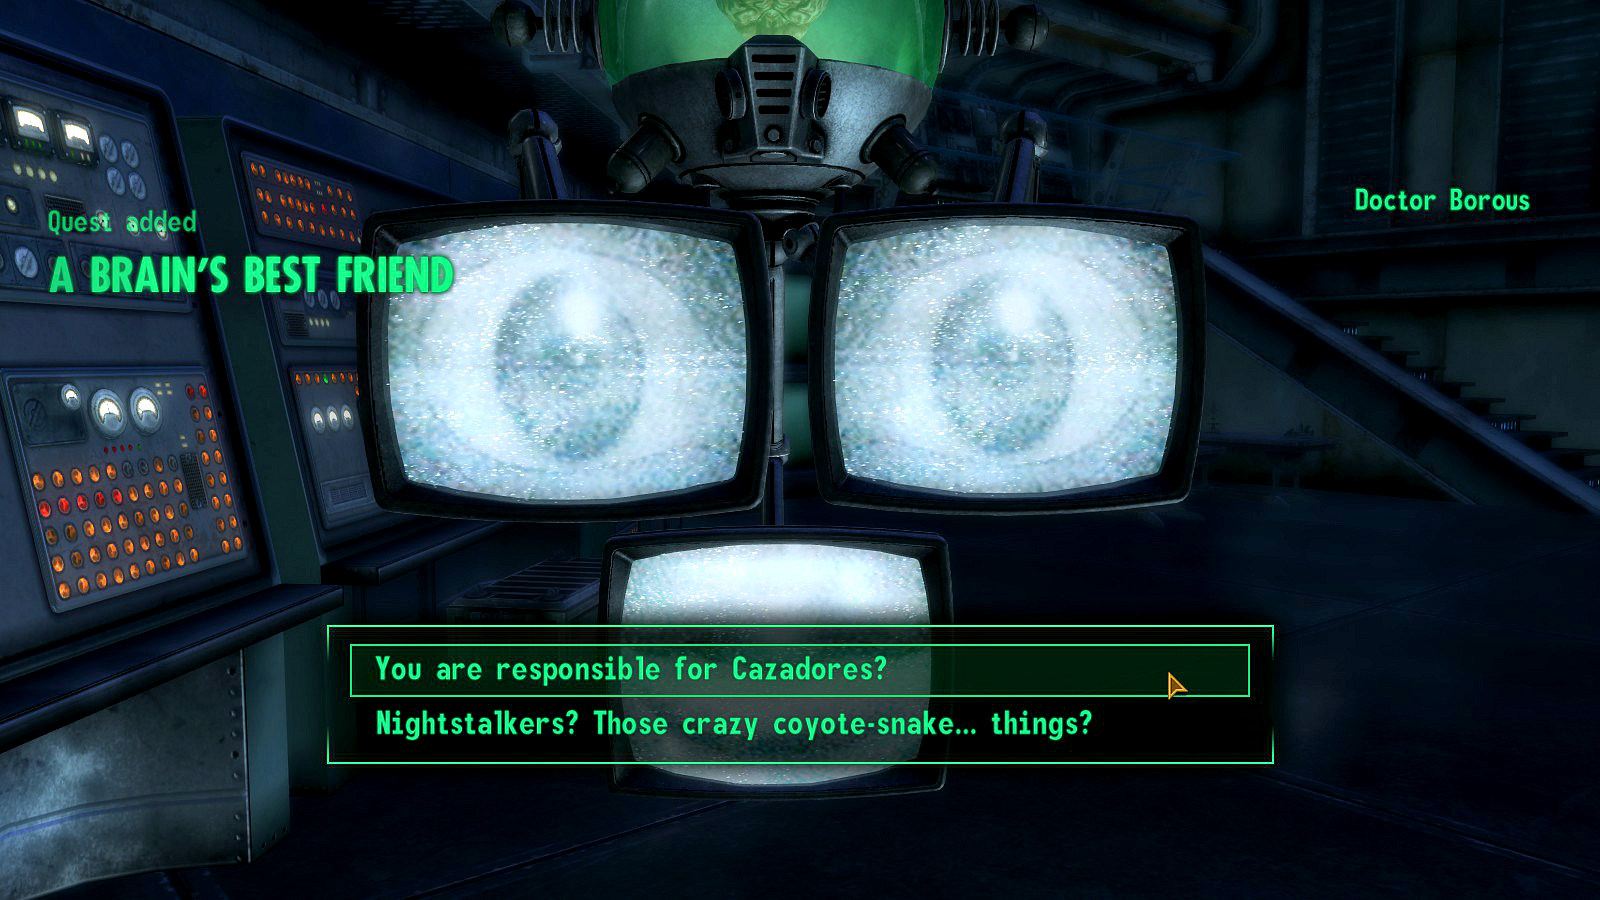 Doctor Borous
Quest added
A BRAIN'S BEST FRIEND
You are responsible for Cazadores?
Nightstalkers? Those crazy coyote-snake... things?